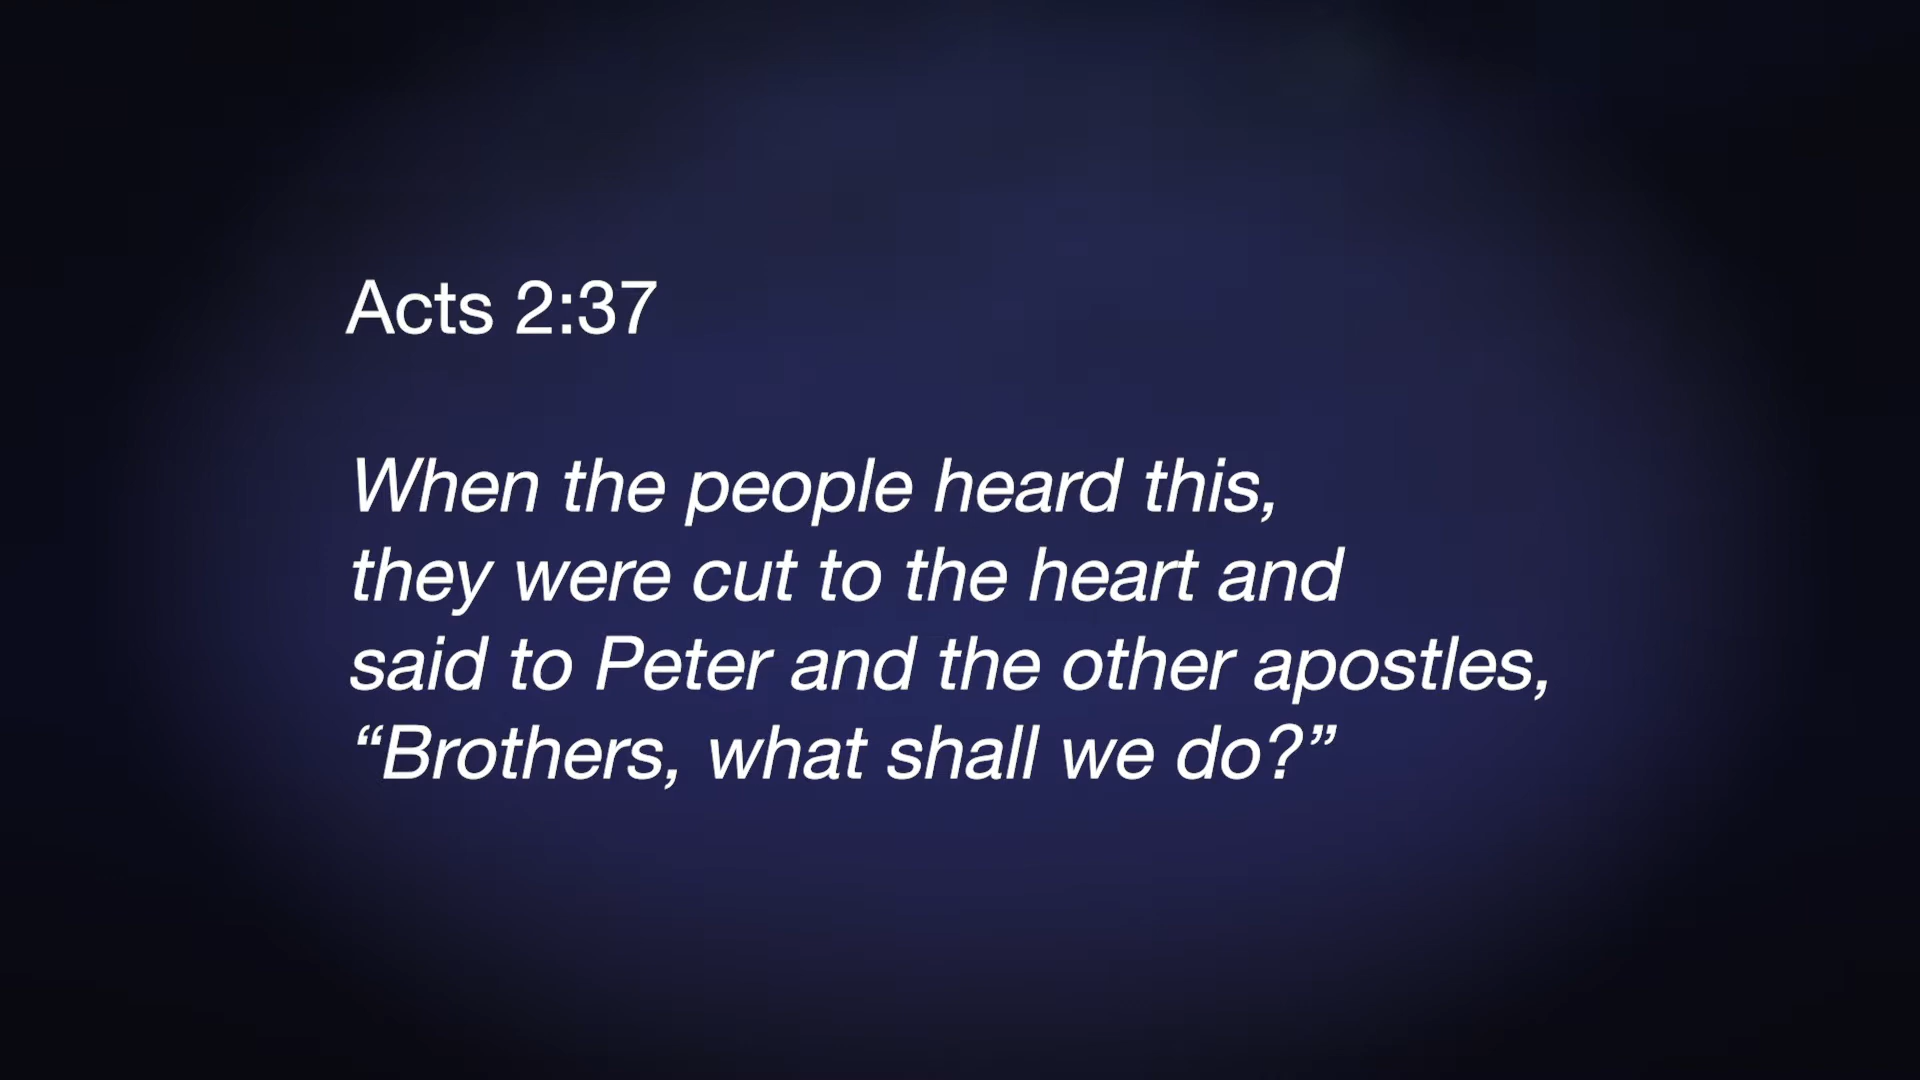 Acts 2:37
When the people heard this,
they were cut to the heart and
said to Peter and the other apostles,
“Brothers, what shall we do?”